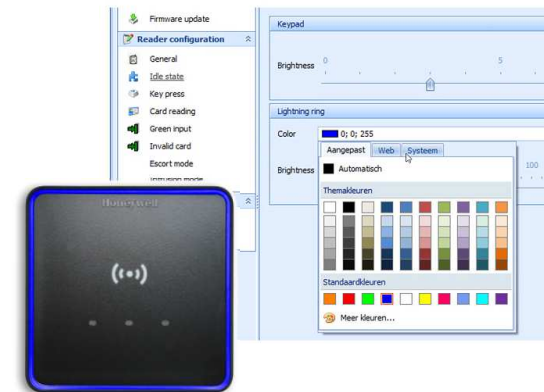 Firmware update
Reader configuration
General
Idle state
Key press
Card reading
Green input
Invalid card
Escort mode
Intrusion mode
Keypad
Brightness
0
5
Lightning ring
Color
0; 0; 255
Aangepast
Web
Systeem
Brightness
100
Automatisch
Themakleuren
Standaardkleuren
Meer kleuren...
Honeywell